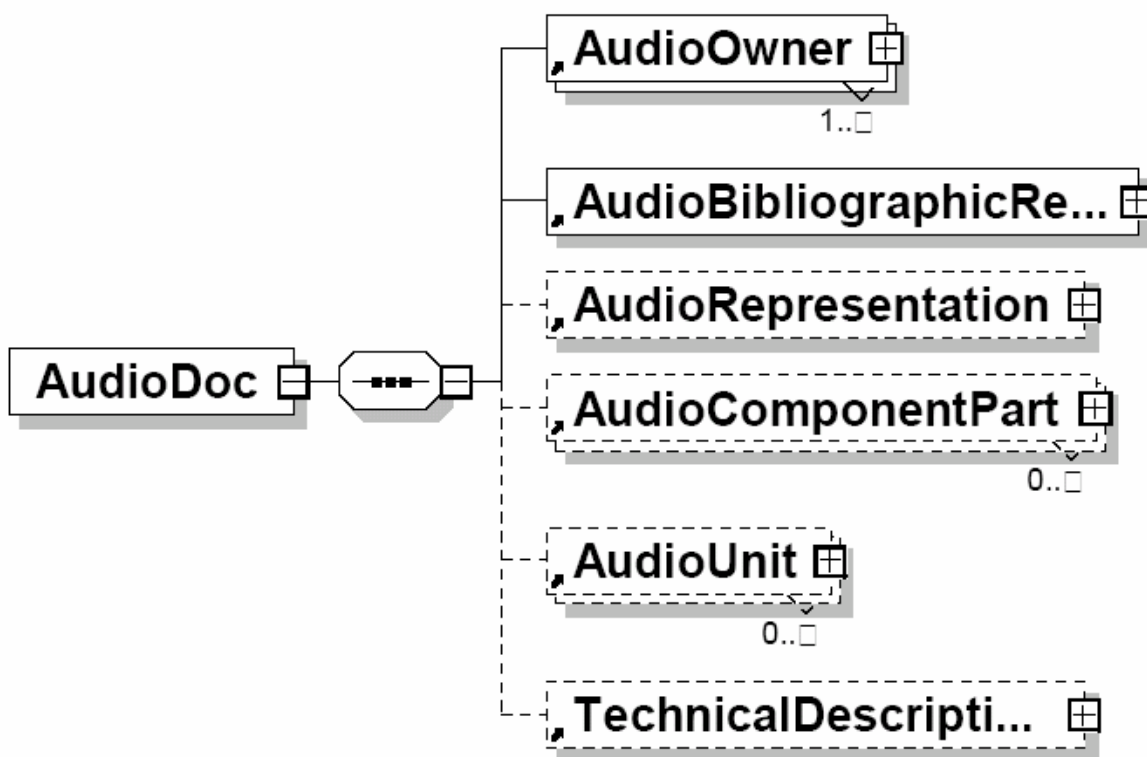 AudioOwner
1..□
AudioBibliographicRe...
AudioRepresentation
AudioDoc
AudioComponentPart
0..□
AudioUnit
0..□
TechnicalDescripti...